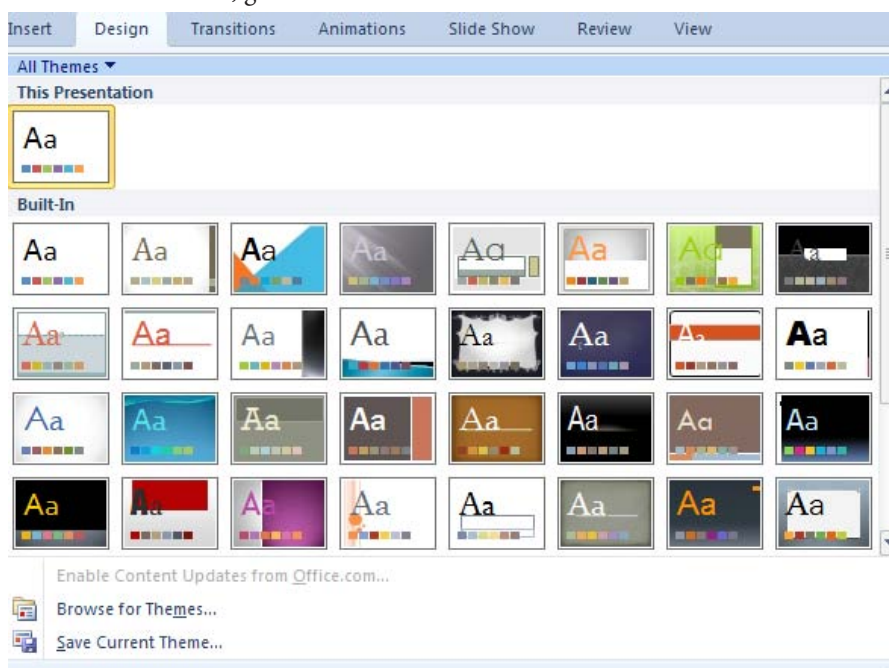 Insert Design Transitions Animations Slide Show Review View
All Themes
This Presentation
Aa
Built-In
Aa Aa Aa Aa Aa Aa Aa Aa
Aa Aa Aa Aa Aa Aa Aa Aa
Aa Aa Aa Aa Aa Aa Aa Aa
Aa Aa Aa Aa Aa Aa Aa Aa
Enable Content Updates from Office.com...
Browse for Themes...
Save Current Theme...